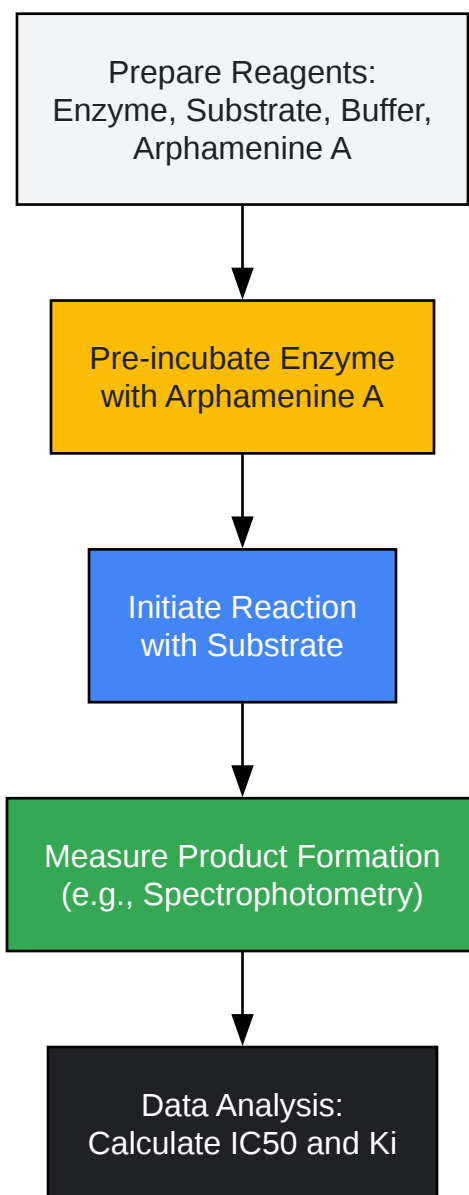 Prepare Reagents:
Enzyme, Substrate, Buffer,
Arphamenine A
Pre-incubate Enzyme
with Arphamenine A
Initiate Reaction
with Substrate
Measure Product Formation
(e.g., Spectrophotometry)
Data Analysis:
Calculate IC50 and Ki